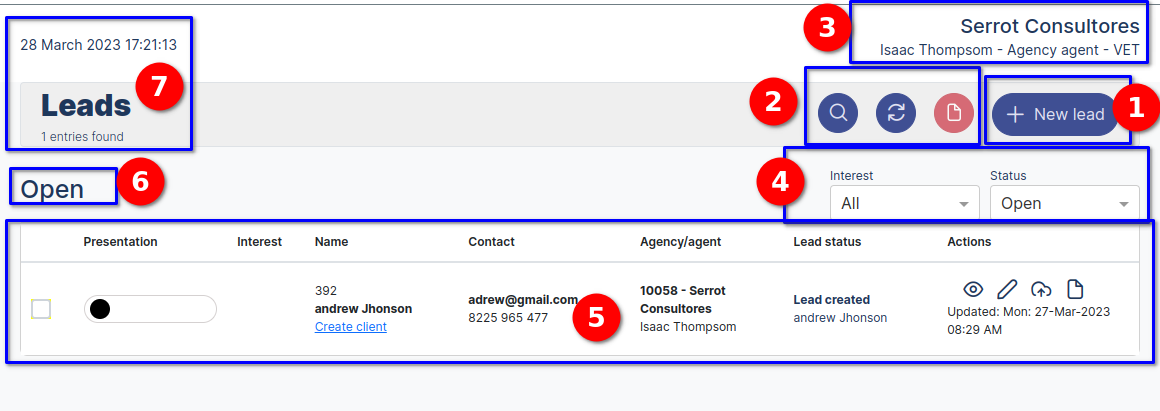 Serrot Consultores
3
28 March 2023 17:21:13
Isaac Thompsom - Agency agent - VET
7
Leads
2
+ New lead
1
1 entries found
Open
6
4
Interest
Status
All
Open
Presentation
Interest
Name
Contact
Agency/agent
Lead status
Actions
392
andrew Jhonson
Create client
adrew@gmail.com
8225 965 477
5
10058 - Serrot
Consultores
Isaac Thompsom
Lead created
andrew Jhonson
Updated: Mon: 27-Mar-2023
08:29 AM